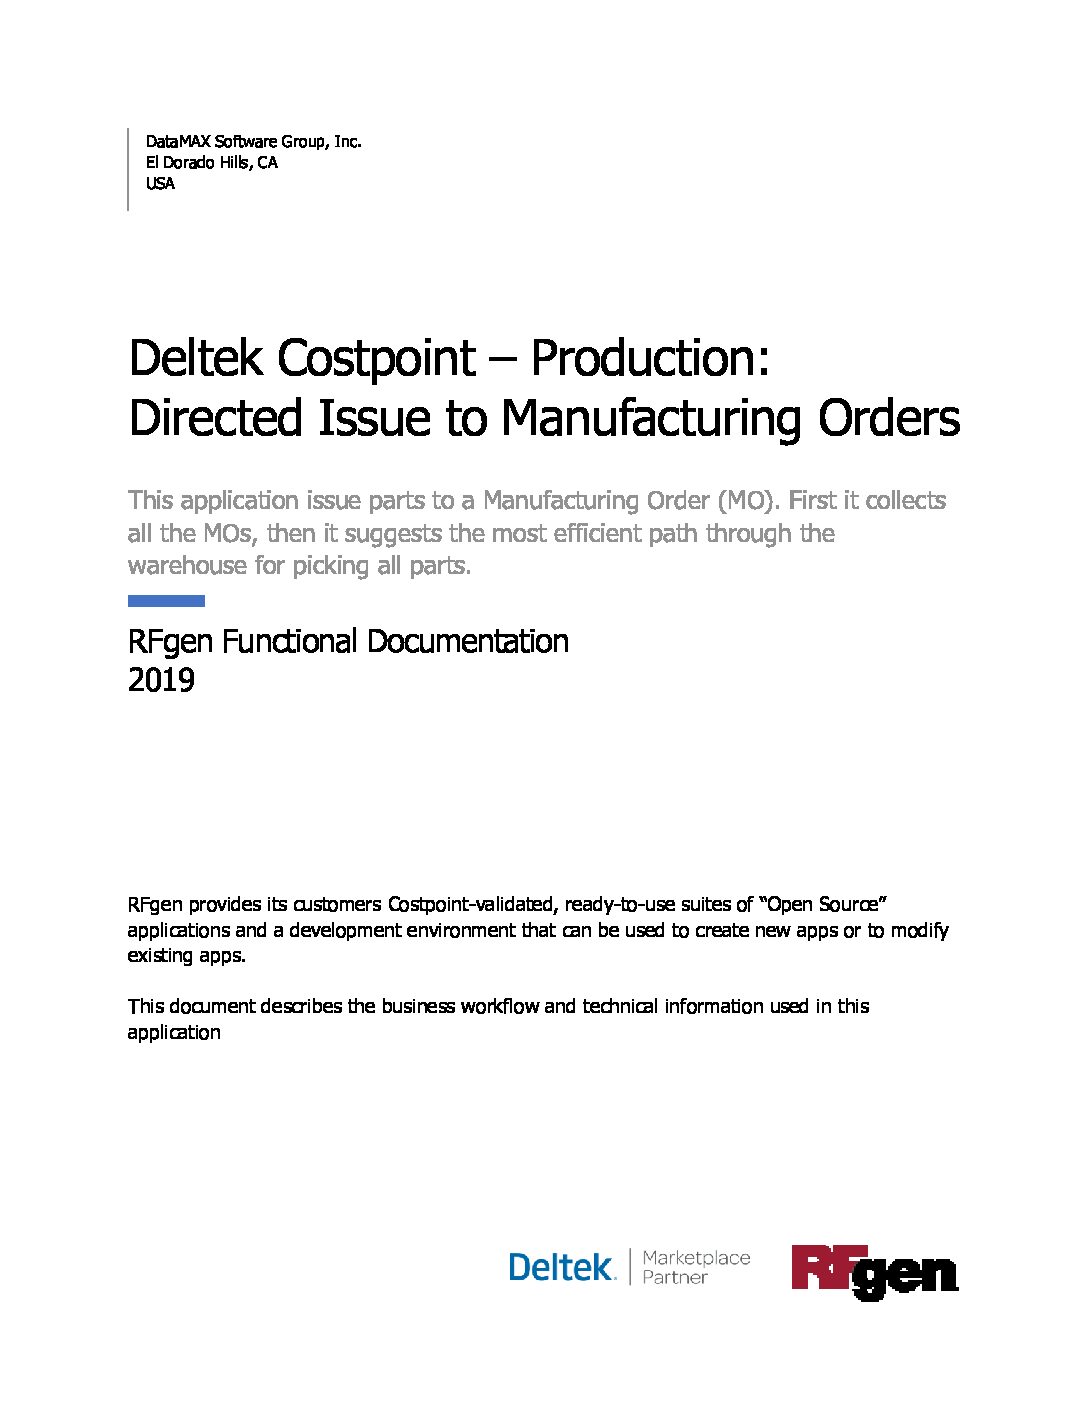 DataMAX Software Group, Inc.
El Dorado Hills, CA
USA
Deltek Costpoint – Production:
Directed Issue to Manufacturing Orders
This application issue parts to a Manufacturing Order (MO). First it collects
all the MOs, then it suggests the most efficient path through the
warehouse for picking all parts.
RFgen Functional Documentation
2019
RFgen provides its customers Costpoint-validated, ready-to-use suites of “Open Source”
applications and a development environment that can be used to create new apps or to modify
existing apps.
This document describes the business workflow and technical information used in this
application
Deltek. | Marketplace
Partner
RFgen